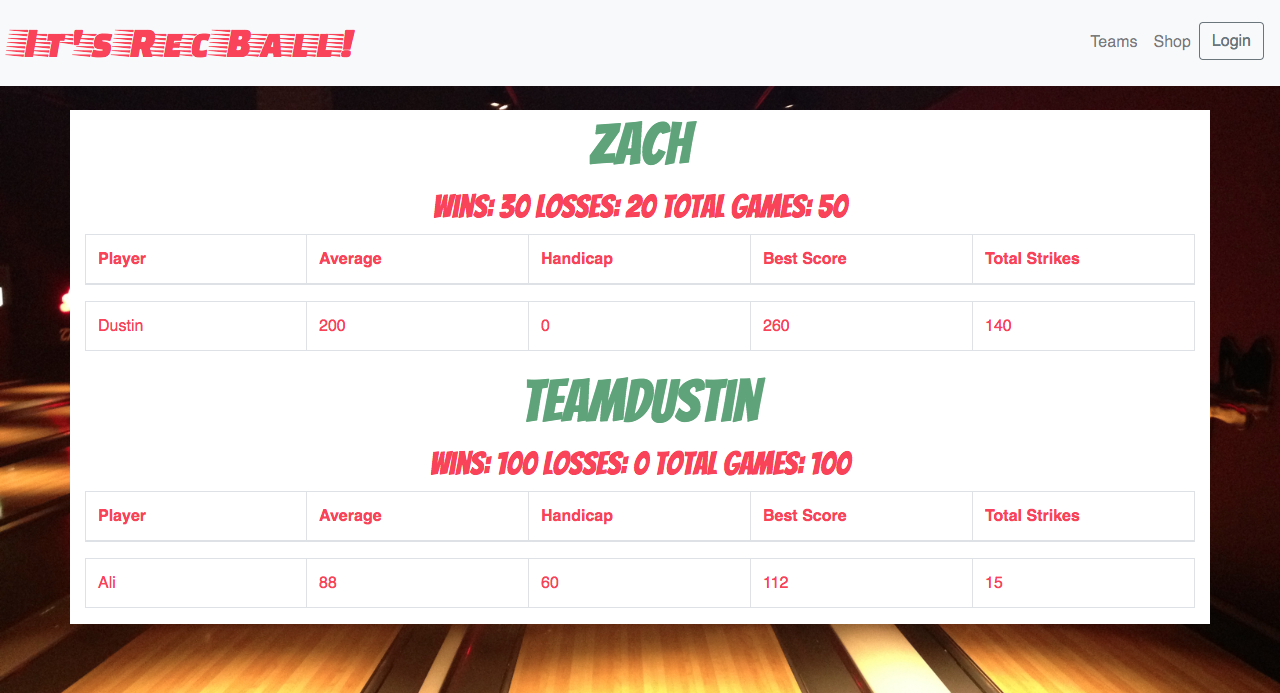 It's Rec Ball! Teams Shop Login
ZACH
WINS: 30 LOSSES: 20 TOTAL GAMES: 50
Player Average Handicap Best Score Total Strikes
Dustin 200 0 260 140
TEAMDUSTIN
WINS: 100 LOSSES: 0 TOTAL GAMES: 100
Player Average Handicap Best Score Total Strikes
Ali 88 60 112 15